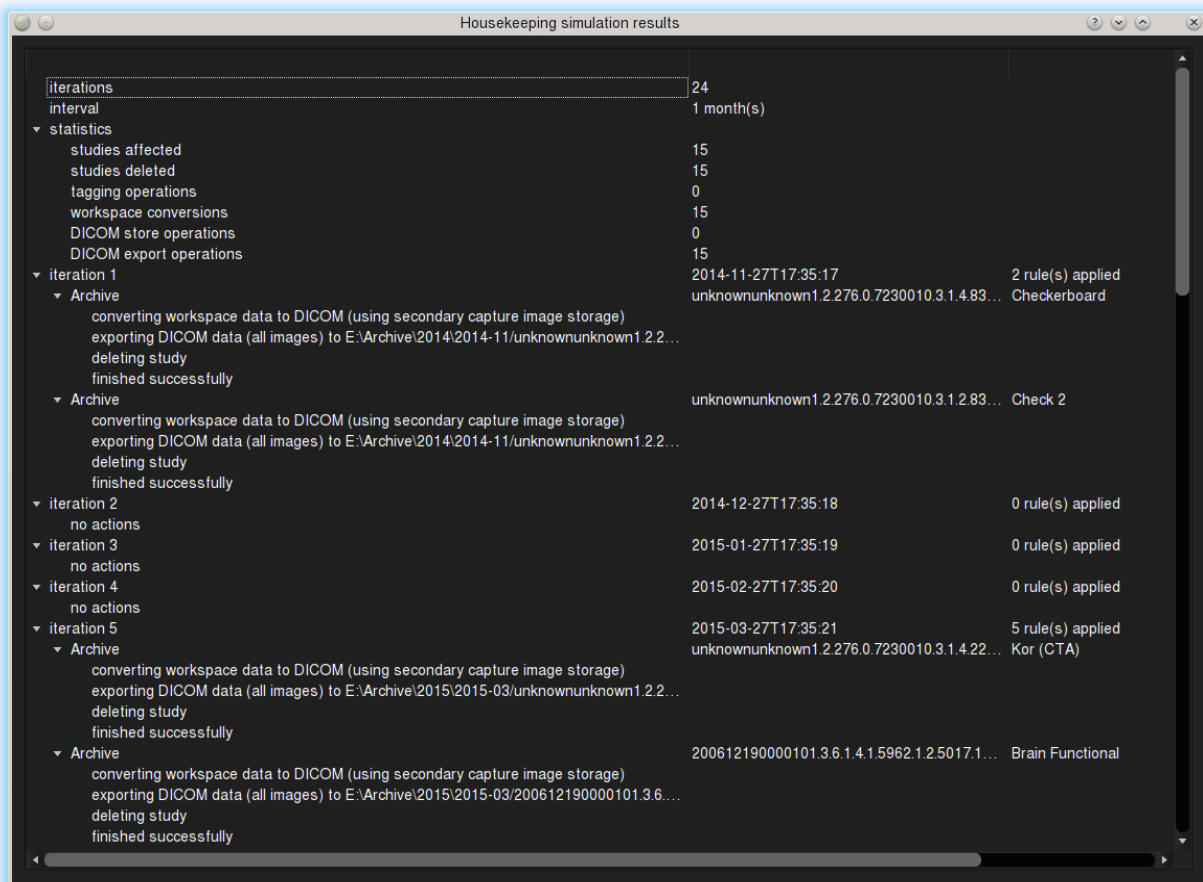 Housekeeping simulation results
iterations 24
interval 1 month(s)
statistics
studies affected 15
studies deleted 15
tagging operations 0
workspace conversions 15
DICOM store operations 0
DICOM export operations 15
iteration 1 2014-11-27T17:35:17 2 rule(s) applied
Archive unknownunknown1.2.276.0.7230010.3.1.4.83... Checkerboard
converting workspace data to DICOM (using secondary capture image storage)
exporting DICOM data (all images) to E:\Archive\2014\2014-11/unknownunknown1.2.2...
deleting study
finished successfully
Archive unknownunknown1.2.276.0.7230010.3.1.2.83... Check 2
converting workspace data to DICOM (using secondary capture image storage)
exporting DICOM data (all images) to E:\Archive\2014\2014-11/unknownunknown1.2.2...
deleting study
finished successfully
iteration 2 2014-12-27T17:35:18 0 rule(s) applied
no actions
iteration 3 2015-01-27T17:35:19 0 rule(s) applied
no actions
iteration 4 2015-02-27T17:35:20 0 rule(s) applied
no actions
iteration 5 2015-03-27T17:35:21 5 rule(s) applied
Archive unknownunknown1.2.276.0.7230010.3.1.4.22... Kor (CTA)
converting workspace data to DICOM (using secondary capture image storage)
exporting DICOM data (all images) to E:\Archive\2015\2015-03/unknownunknown1.2.2...
deleting study
finished successfully
Archive 200612190000101.3.6.1.4.1.5962.1.2.5017.1... Brain Functional
converting workspace data to DICOM (using secondary capture image storage)
exporting DICOM data (all images) to E:\Archive\2015\2015-03/200612190000101.3.6....
deleting study
finished successfully